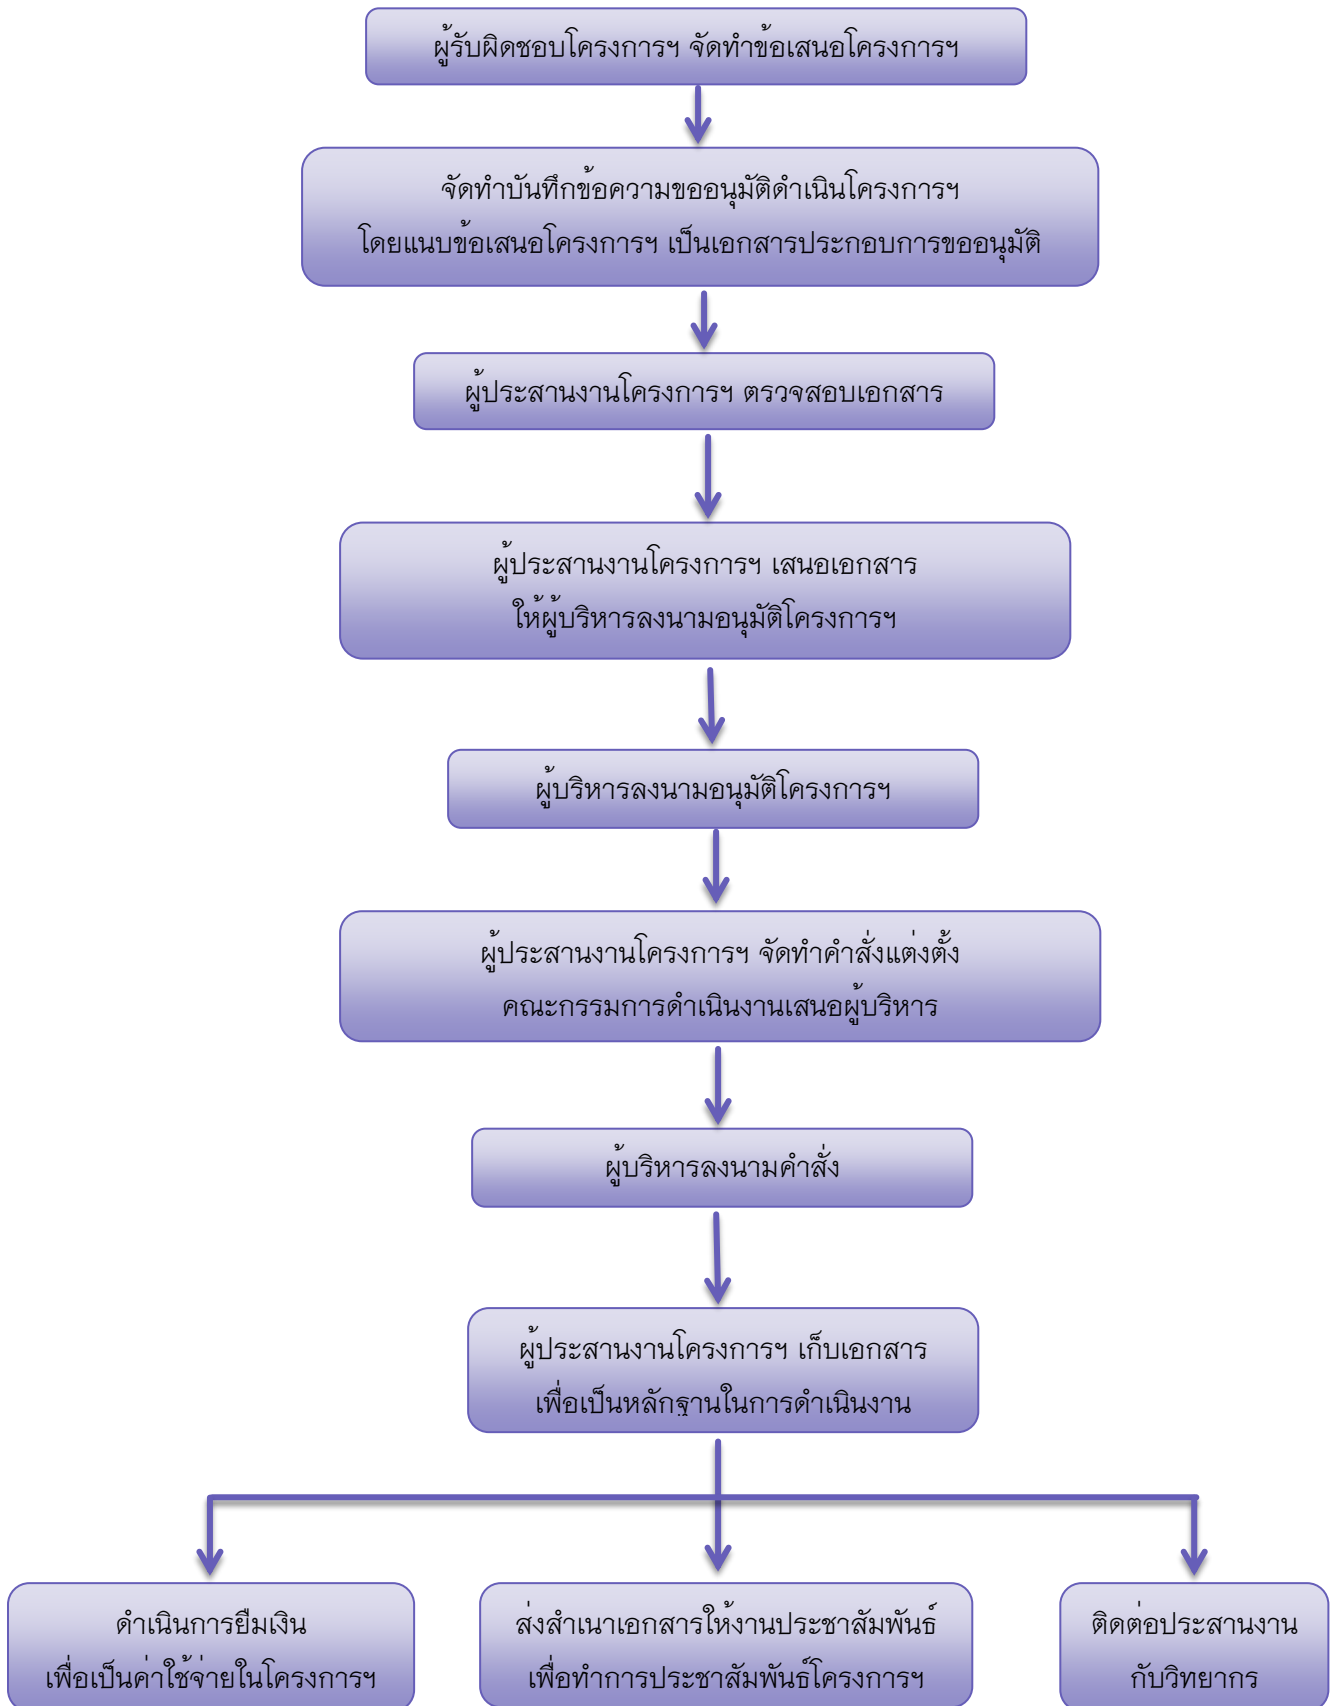 ผู้รับผิดชอบโครงการฯ จัดทำข้อเสนอโครงการฯ
จัดทำบันทึกข้อความขออนุมัติดำเนินโครงการฯ
โดยแนบข้อเสนอโครงการฯ เป็นเอกสารประกอบการขออนุมัติ
ผู้ประสานงานโครงการฯ ตรวจสอบเอกสาร
ผู้ประสานงานโครงการฯ เสนอเอกสาร
ให้ผู้บริหารลงนามอนุมัติโครงการฯ
ผู้บริหารลงนามอนุมัติโครงการฯ
ผู้ประสานงานโครงการฯ จัดทำคำสั่งแต่งตั้ง
คณะกรรมการดำเนินงานเสนอผู้บริหาร
ผู้บริหารลงนามคำสั่ง
ผู้ประสานงานโครงการฯ เก็บเอกสาร
เพื่อเป็นหลักฐานในการดำเนินงาน
ดำเนินการยืมเงิน
เพื่อเป็นค่าใช้จ่ายในโครงการฯ
ส่งสำเนาเอกสารให้งานประชาสัมพันธ์
เพื่อทำการประชาสัมพันธ์โครงการฯ
ติดต่อประสานงาน
กับวิทยากร